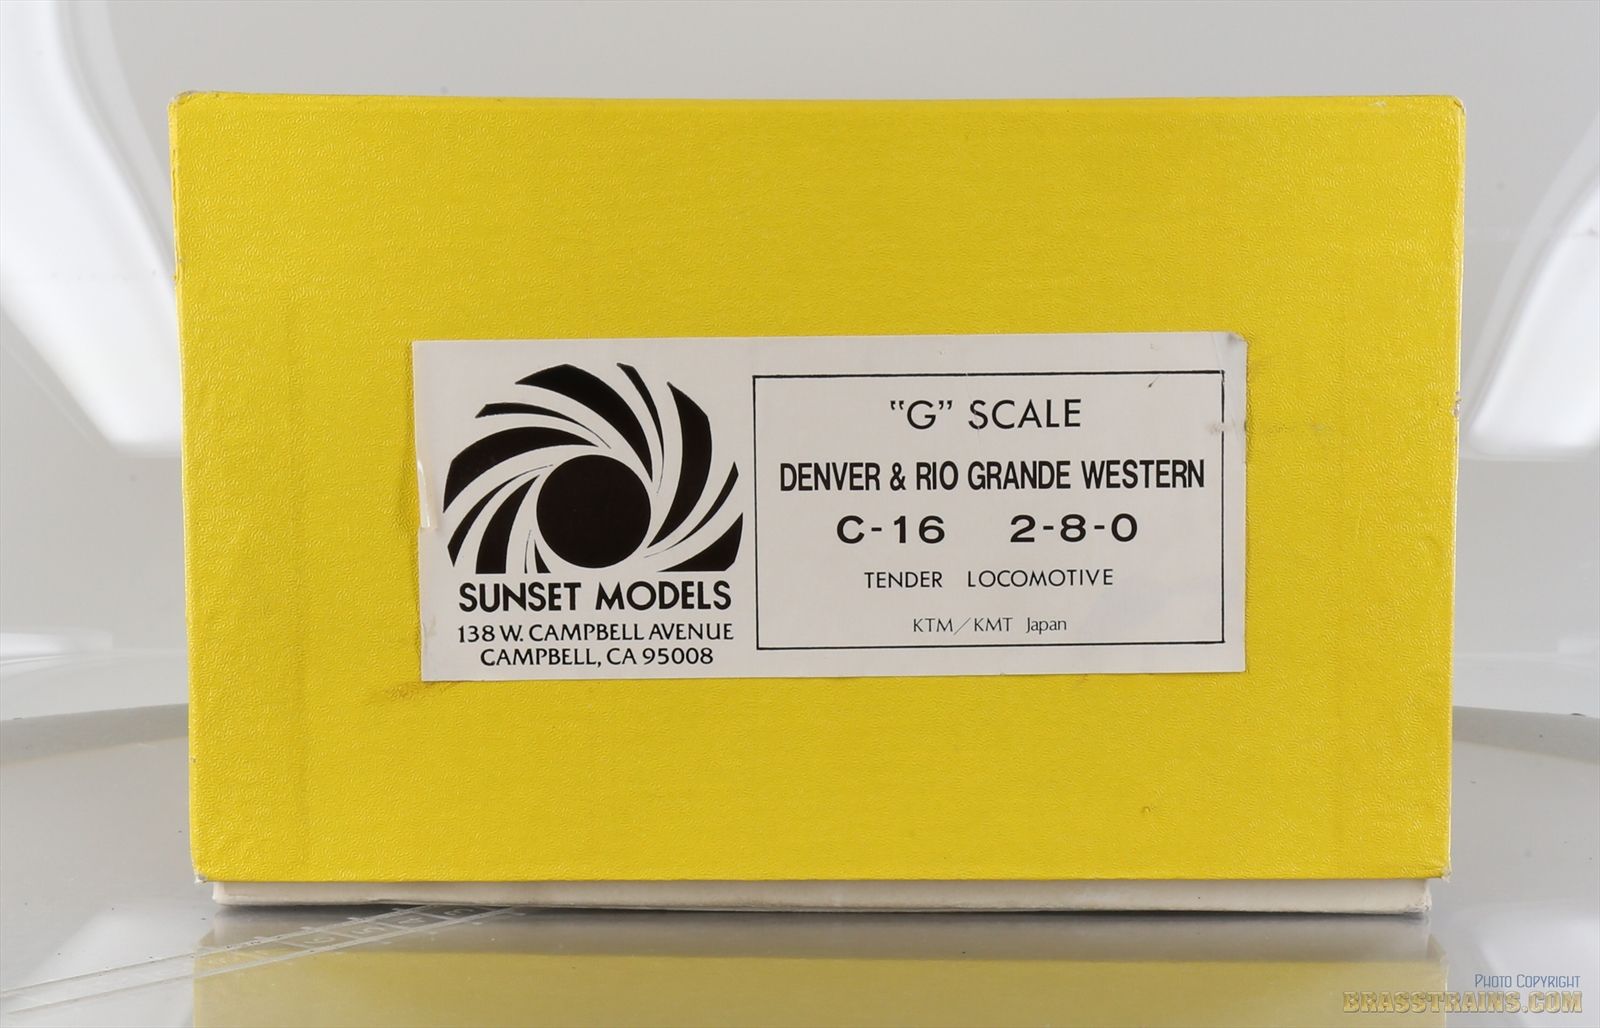 "G" SCALE
DENVER & RIO GRANDE WESTERN
C-16 2-8-0
TENDER LOCOMOTIVE
KTM/KMT Japan
SUNSET MODELS
138 W. CAMPBELL AVENUE
CAMPBELL, CA 95008
PHOTO COPYRIGHT
BRASSTRAINS.COM